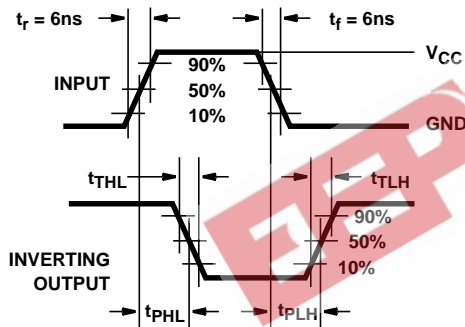 tr = 6ns
tf = 6ns
VCC
INPUT
90%
50%
10%
GND
tTHL
tTLH
90%
50%
10%
INVERTING
OUTPUT
tPHL
tPLH